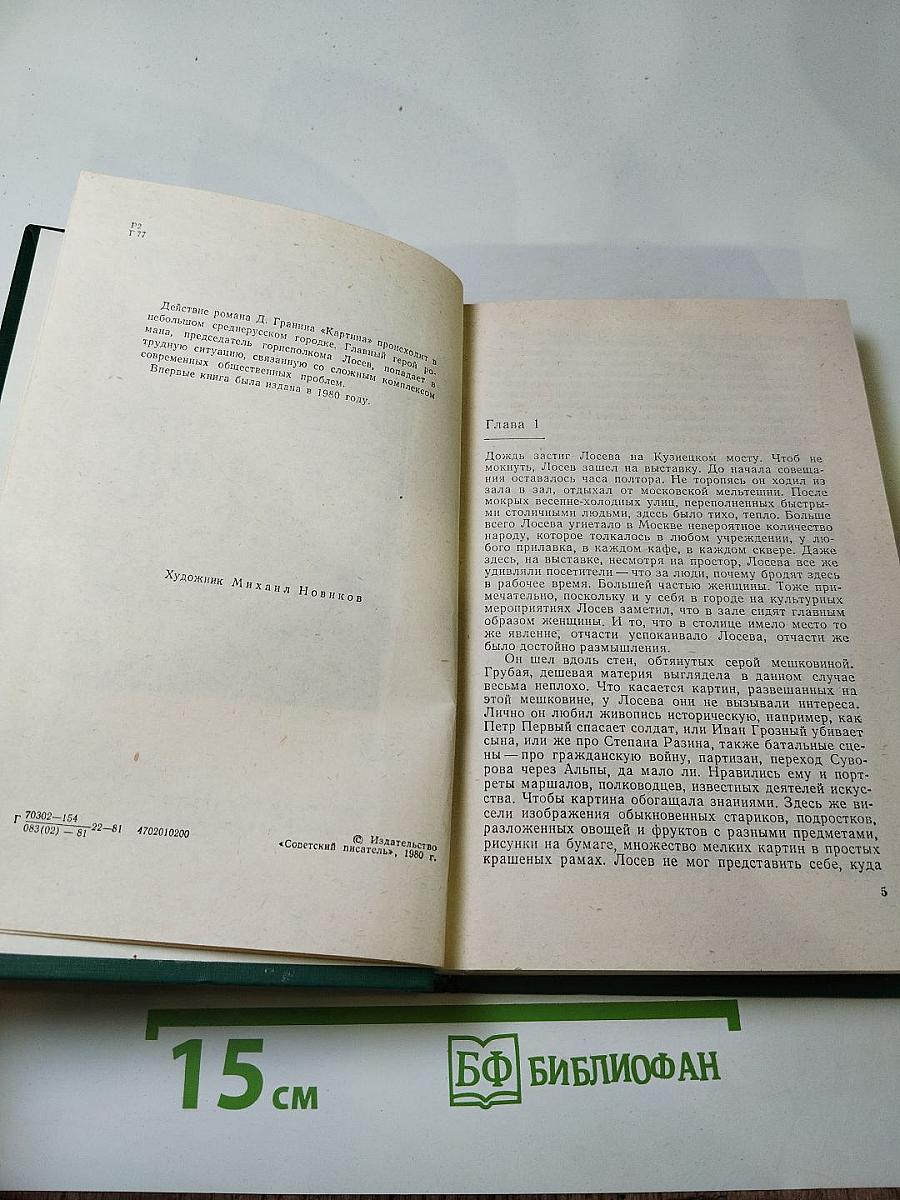 Р2
Г 77
Действие романа Д. Гранина «Картина» происходит в
небольшом среднерусском городке. Главный герой ро-
мана, председатель горисполкома Лосев, попадает в
трудную ситуацию, связанную со сложным комплексом
современных общественных проблем.
Впервые книга была издана в 1980 году.
Художник Михаил Новиков
Г 70302—154
083(02) — 81 22—81 4702010200
© Издательство
«Советский писатель», 1980 г.
Глава 1
Дождь застиг Лосева на Кузнецком мосту. Чтоб не
мокнуть, Лосев зашел на выставку. До начала совеща-
ния оставалось часа полтора. Не торопясь он ходил из
зала в зал, отдыхал от московской мельтешни. После
мокрых весенне-холодных улиц, переполненных быстры-
ми столичными людьми, здесь было тихо, тепло. Больше
всего Лосева угнетало в Москве невероятное количество
народу, которое толкалось в любом учреждении, у лю-
бого прилавка, в каждом кафе, в каждом сквере. Даже
здесь, на выставке, несмотря на простор, Лосева все же
удивляли посетители — что за люди, почему бродят здесь
в рабочее время. Большей частью женщины. Тоже при-
мечательно, поскольку и у себя в городе на культурных
мероприятиях Лосев заметил, что в зале сидят главным
образом женщины. И то, что в столице имело место то
же явление, отчасти успокаивало Лосева, отчасти же
было достойно размышления.
Он шел вдоль стен, обтянутых серой мешковиной.
Грубая, дешевая материя выглядела в данном случае
весьма неплохо. Что касается картин, развешанных на
этой мешковине, у Лосева они не вызывали интереса.
Лично он любил живопись историческую, например, как
Петр Первый спасает солдат, или Иван Грозный убивает
сына, или же про Степана Разина, также батальные сце-
ны — про гражданскую войну, партизан, переход Суво-
рова через Альпы, да мало ли. Нравились ему и порт-
реты маршалов, полководцев, известных деятелей искус-
ства. Чтобы картина обогащала знаниями. Здесь же ви-
сели изображения обыкновенных стариков, подростков,
разложенных овощей и фруктов с разными предметами,
рисунки на бумаге, множество мелких картин в простых
крашеных рамах. Лосев не мог представить себе, куда
5
15 см
БФ БИБЛИОФАН